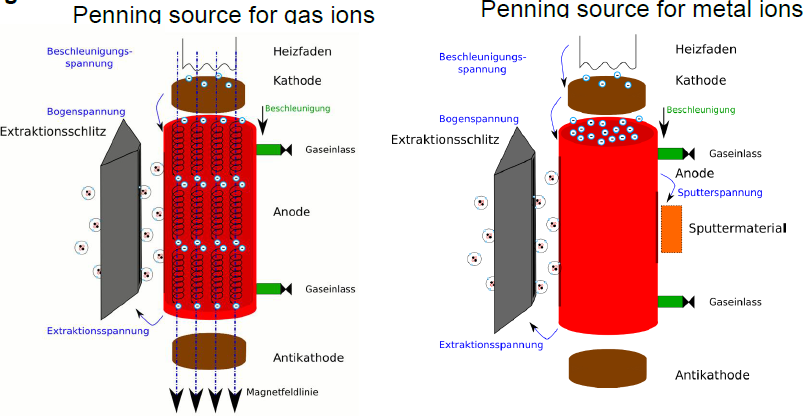 Penning source for gas ions
Beschleunigungs-
spannung
Heizfaden
Kathode
Bogenspannung
Beschleunigung
Extraktionsschlitz
Gaseinlass
Anode
Gaseinlass
Extraktionsspannung
Antikathode
Magnetfeldlinie
Penning source for metal ions
Beschleunigungs-
spannung
Heizfaden
Kathode
Bogenspannung
Beschleunigung
Extraktionsschlitz
Gaseinlass
Anode
Sputterspannung
Sputtermaterial
Gaseinlass
Extraktionsspannung
Antikathode